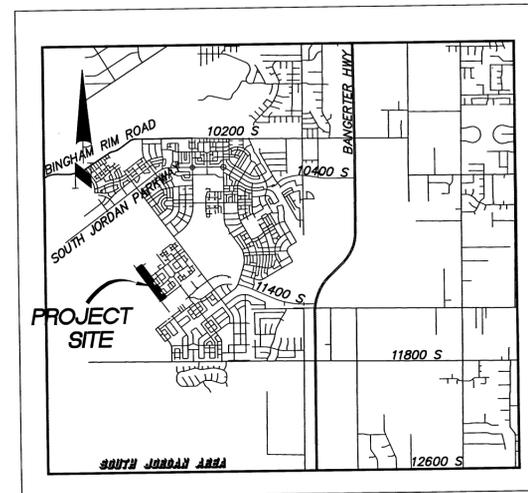 BINGHAM RIM ROAD
10200 S
BANGERTER HWY
SOUTH JORDAN PARKWAY
10400 S
11400 S
PROJECT
SITE
11800 S
SOUTH JORDAN AREA
12600 S